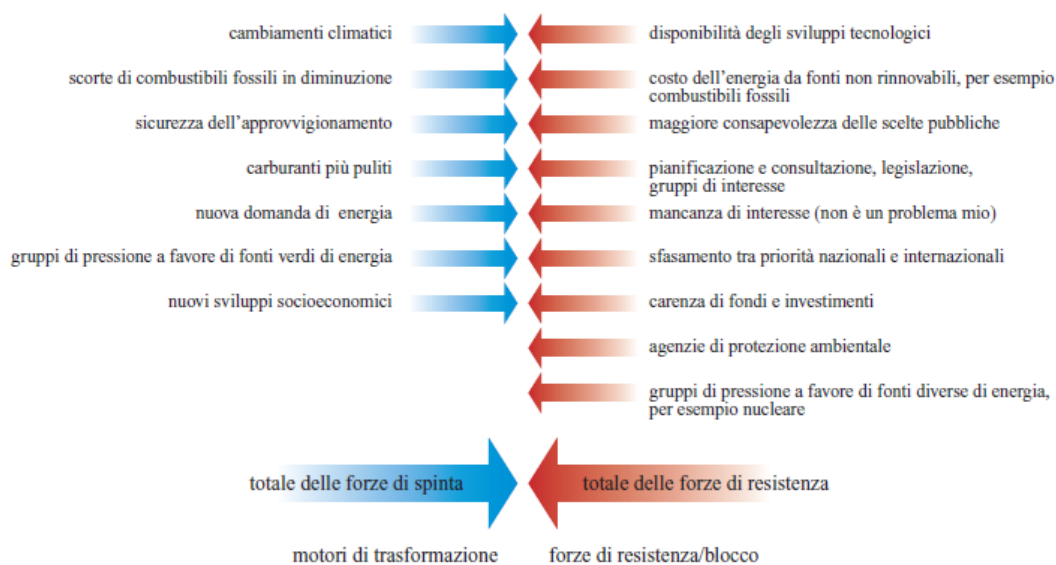 cambiamenti climatici
disponibilità degli sviluppi tecnologici
scorte di combustibili fossili in diminuzione
costo dell'energia da fonti non rinnovabili, per esempio
combustibili fossili
sicurezza dell'approvvigionamento
maggiore consapevolezza delle scelte pubbliche
carburanti più puliti
pianificazione e consultazione, legislazione,
gruppi di interesse
nuova domanda di energia
mancanza di interesse (non è un problema mio)
gruppi di pressione a favore di fonti verdi di energia
sfasamento tra priorità nazionali e internazionali
nuovi sviluppi socioeconomici
carenza di fondi e investimenti
agenzie di protezione ambientale
gruppi di pressione a favore di fonti diverse di energia,
per esempio nucleare
totale delle forze di spinta
totale delle forze di resistenza
motori di trasformazione
forze di resistenza/blocco